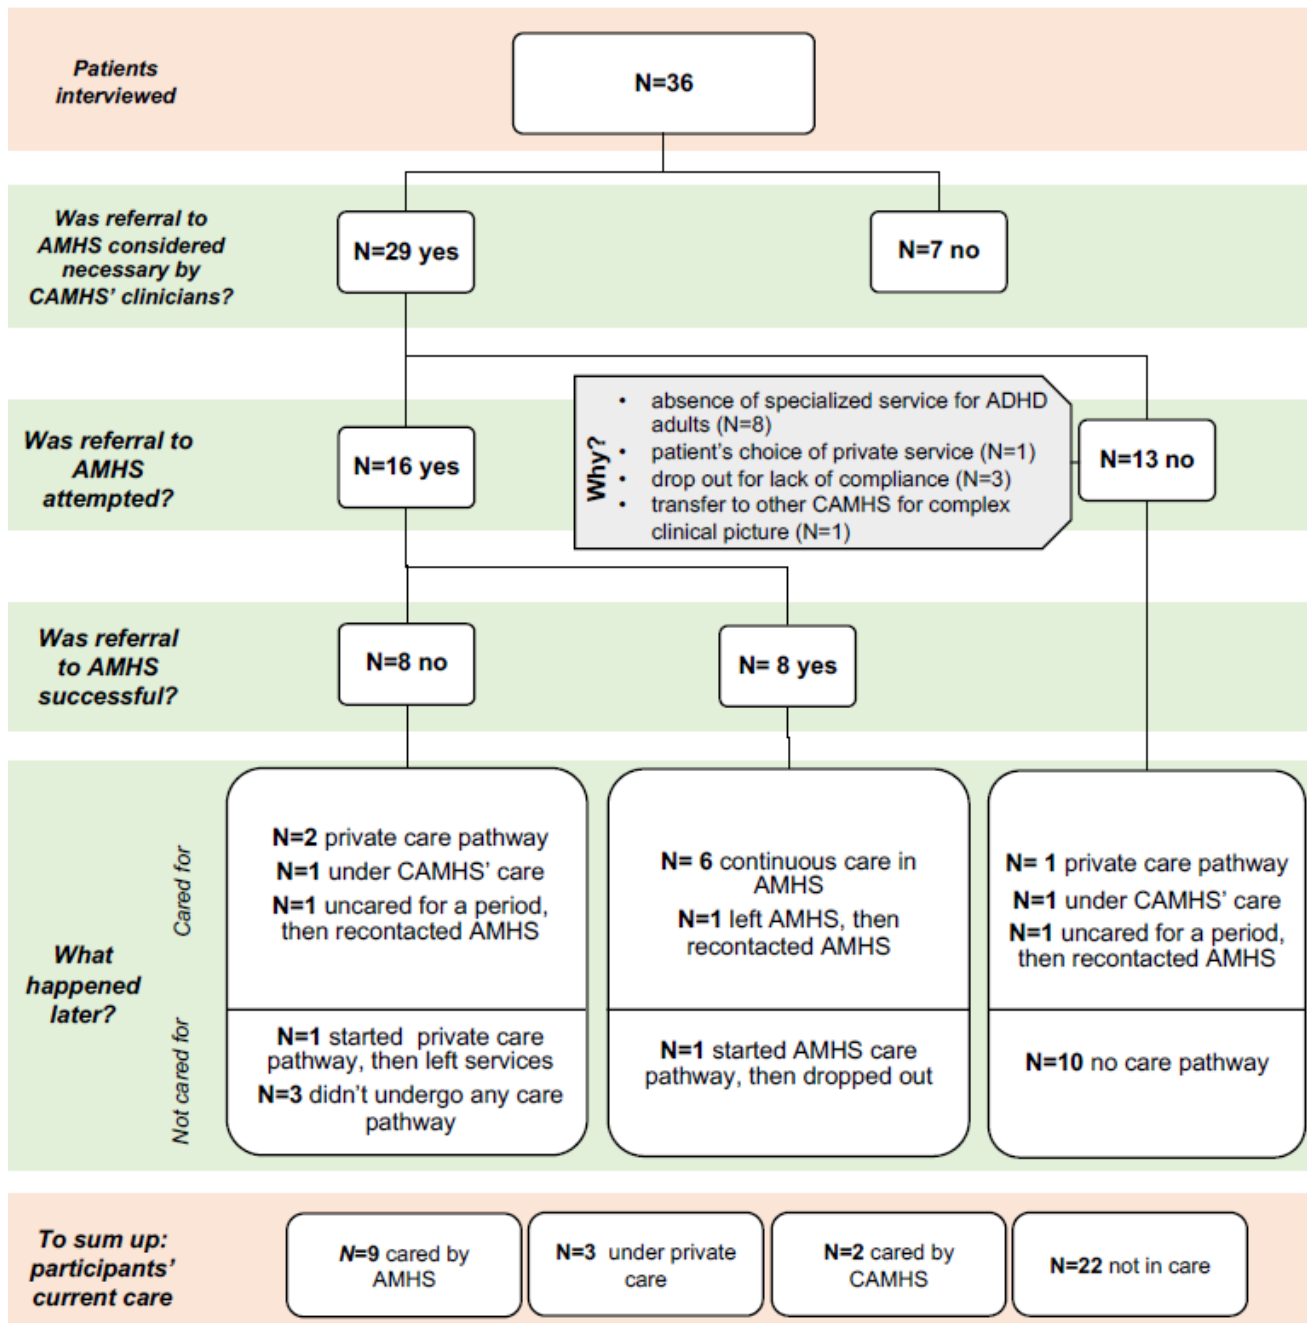 Patients
interviewed
N=36
Was referral to
AMHS considered
necessary by
CAMHS’ clinicians?
N=29 yes
N=7 no
Was referral to
AMHS
attempted?
N=16 yes
Why?
• absence of specialized service for ADHD
adults (N=8)
• patient’s choice of private service (N=1)
• drop out for lack of compliance (N=3)
• transfer to other CAMHS for complex
clinical picture (N=1)
N=13 no
Was referral
to AMHS
successful?
N=8 no
N= 8 yes
What
happened
later?
Cared for
N=2 private care pathway
N=1 under CAMHS’ care
N=1 uncared for a period,
then recontacted AMHS
N= 6 continuous care in
AMHS
N=1 left AMHS, then
recontacted AMHS
N= 1 private care pathway
N=1 under CAMHS’ care
N=1 uncared for a period,
then recontacted AMHS
Not cared for
N=1 started private care
pathway, then left services
N=3 didn’t undergo any care
pathway
N=1 started AMHS care
pathway, then dropped out
N=10 no care pathway
To sum up:
participants’
current care
N=9 cared by
AMHS
N=3 under private
care
N=2 cared by
CAMHS
N=22 not in care